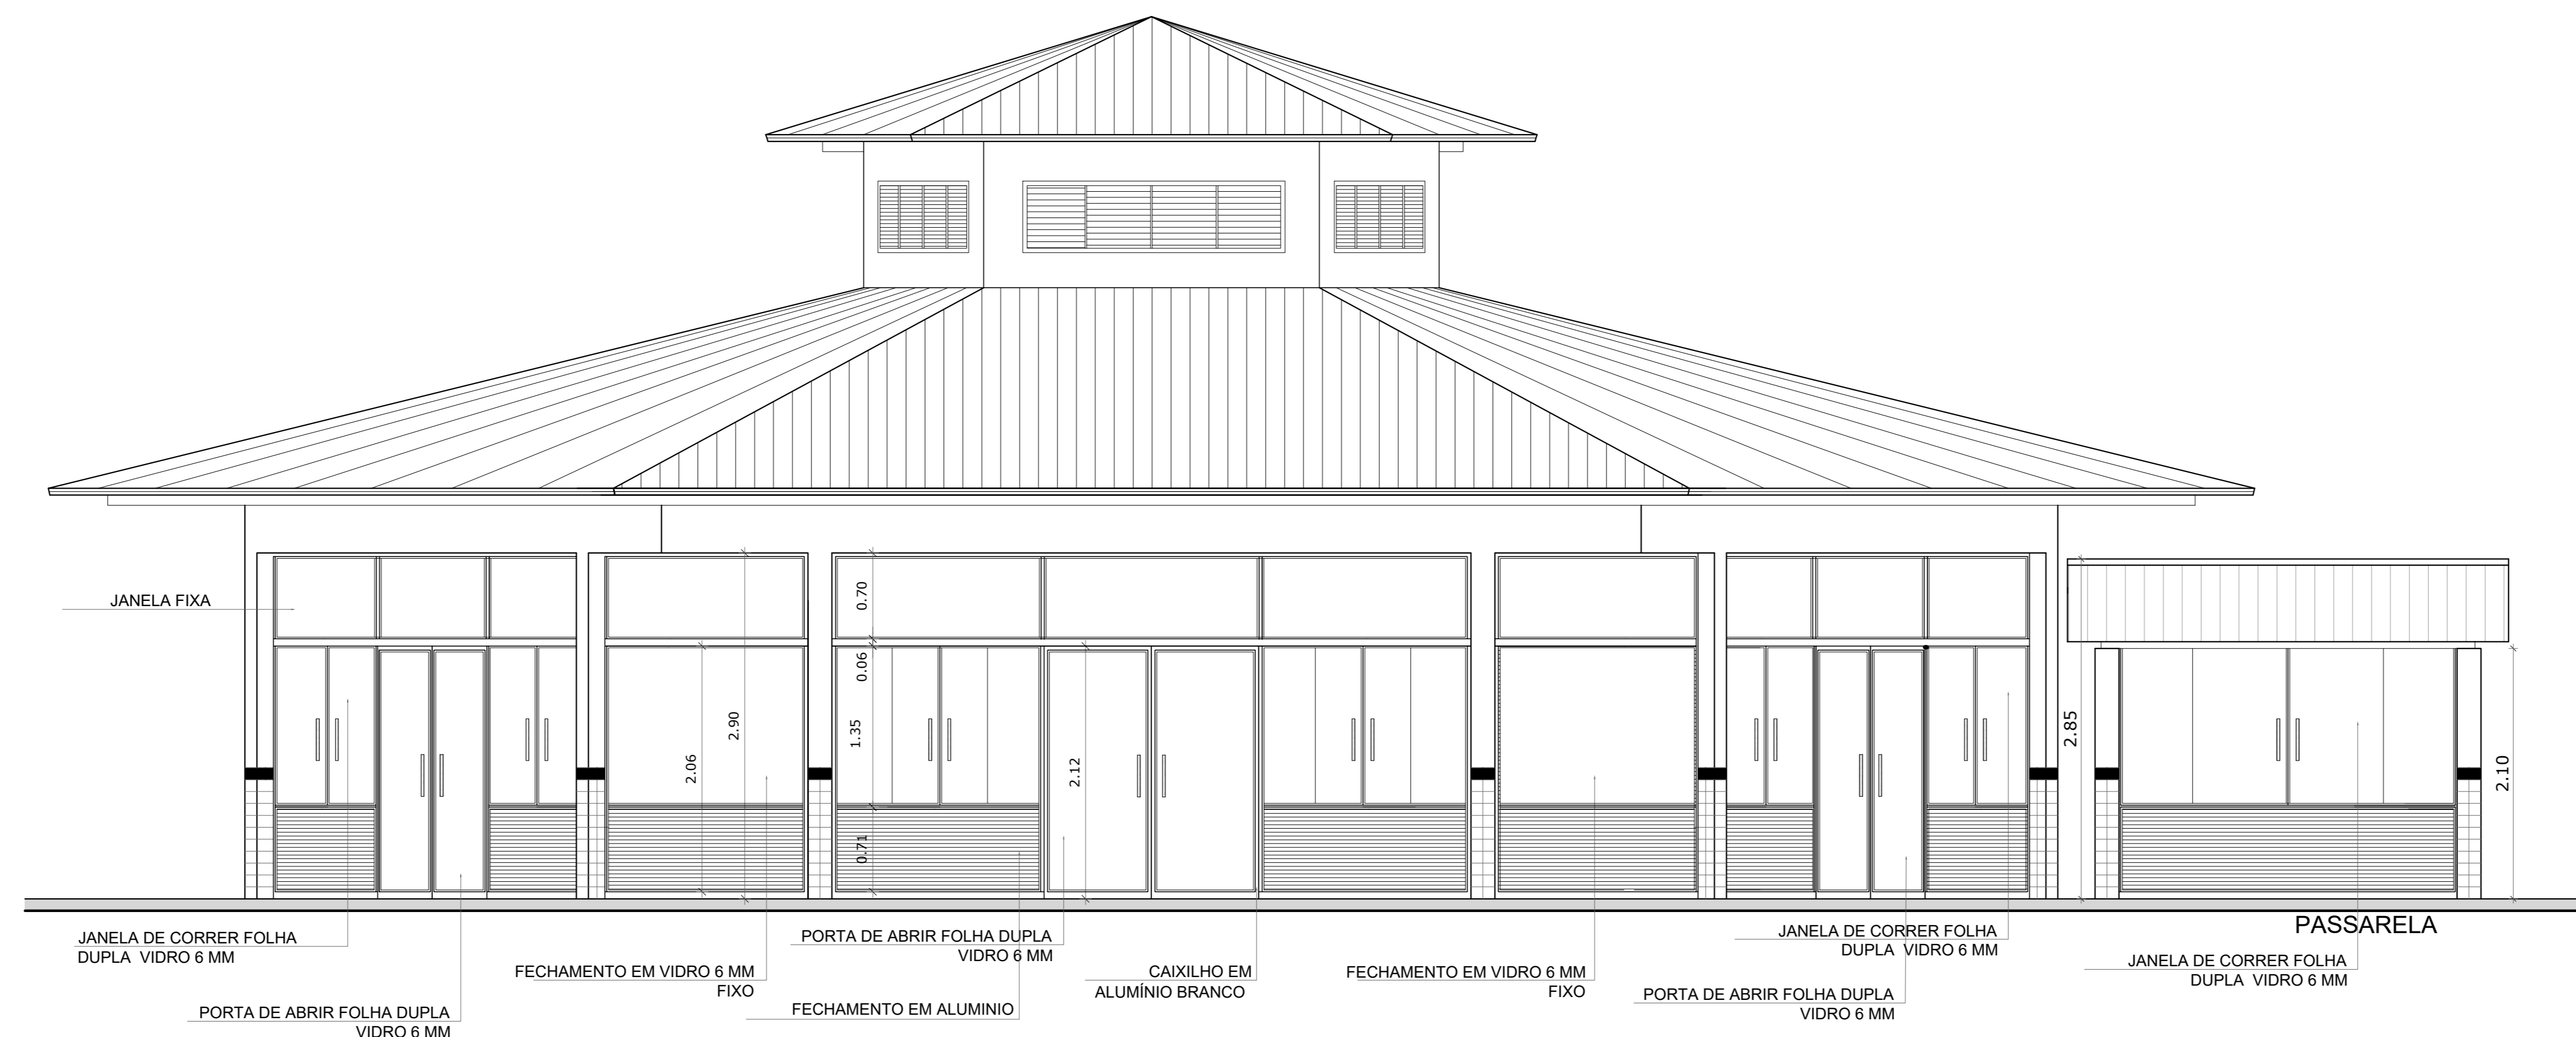 JANELA FIXA
0.70
0.06
1.35
0.71
2.06
2.90
2.12
2.85
2.10
PASSARELA
JANELA DE CORRER FOLHA
DUPLA VIDRO 6 MM
PORTA DE ABRIR FOLHA DUPLA
VIDRO 6 MM
FECHAMENTO EM VIDRO 6 MM
FIXO
PORTA DE ABRIR FOLHA DUPLA
VIDRO 6 MM
FECHAMENTO EM ALUMINIO
CAIXILHO EM
ALUMÍNIO BRANCO
FECHAMENTO EM VIDRO 6 MM
FIXO
PORTA DE ABRIR FOLHA DUPLA
VIDRO 6 MM
JANELA DE CORRER FOLHA
DUPLA VIDRO 6 MM
JANELA DE CORRER FOLHA
DUPLA VIDRO 6 MM